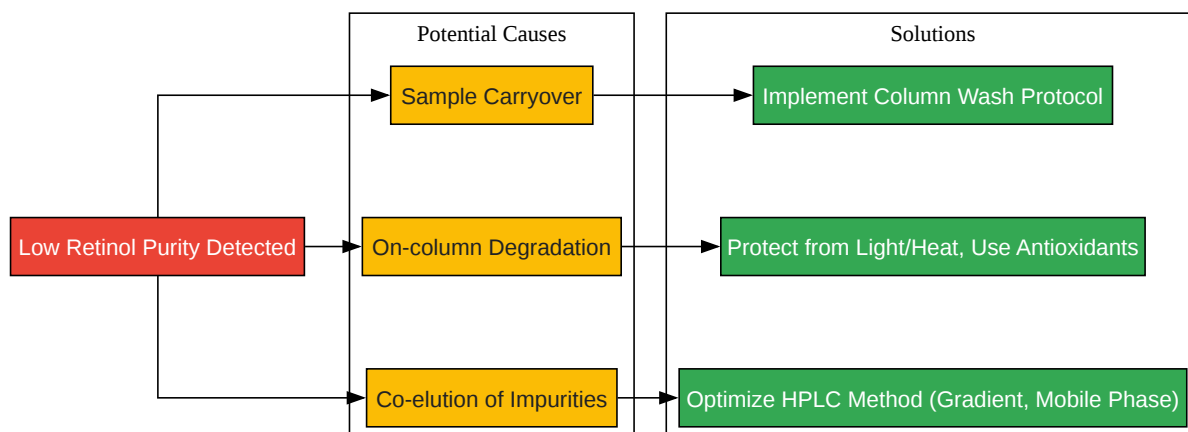 Potential Causes
Solutions
Sample Carryover
Implement Column Wash Protocol
Low Retinol Purity Detected
On-column Degradation
Protect from Light/Heat, Use Antioxidants
Co-elution of Impurities
Optimize HPLC Method (Gradient, Mobile Phase)